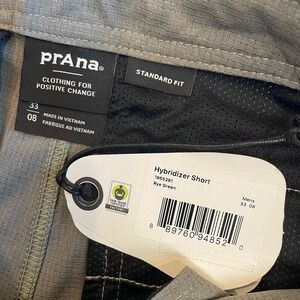 prAna®
CLOTHING FOR
POSITIVE CHANGE
STANDARD FIT
33
08
MADE IN VIETNAM
FABRIQUÉ AU VIETNAM
Hybridizer Short
1965291
Rye Green
Mens
33 08
8 89760 94852 0